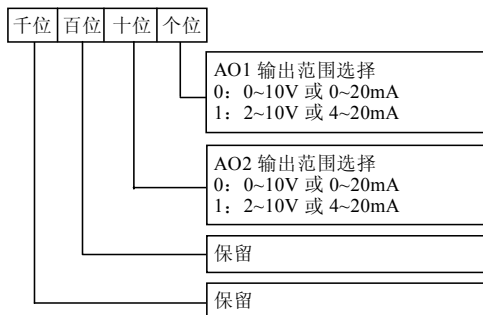 千位 百位 十位 个位
AO1 输出范围选择
0：0~10V 或 0~20mA
1：2~10V 或 4~20mA
AO2 输出范围选择
0：0~10V 或 0~20mA
1：2~10V 或 4~20mA
保留
保留